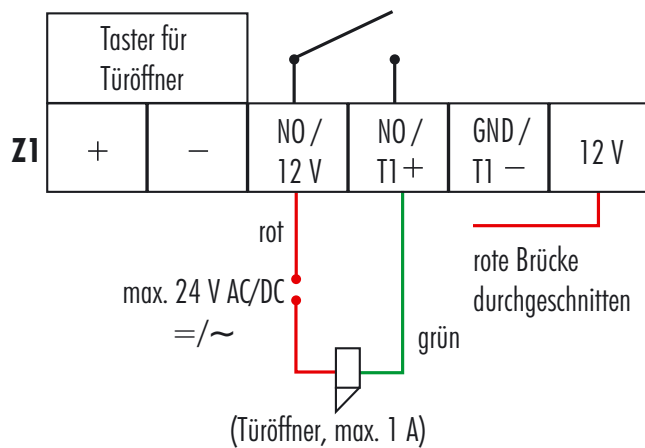 Taster für
Türöffner
Z1
+
−
NO /
12 V
NO /
T1 +
GND /
T1 −
12 V
rot
max. 24 V AC/DC
=/~
grün
rote Brücke
durchgeschnitten
(Türöffner, max. 1 A)